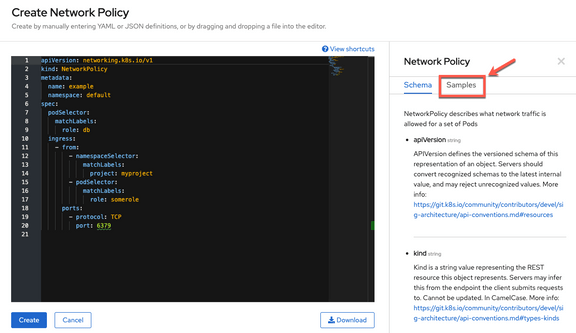 Create Network Policy
Create by manually entering YAML or JSON definitions, or by dragging and dropping a file into the editor.
View shortcuts
1 apiVersion: networking.k8s.io/v1
2 kind: NetworkPolicy
3 metadata:
4   name: example
5   namespace: default
6 spec:
7   podSelector:
8     matchLabels:
9       role: db
10   ingress:
11     - from:
12         - namespaceSelector:
13             matchLabels:
14               project: myproject
15         - podSelector:
16             matchLabels:
17               role: somerole
18       ports:
19         - protocol: TCP
20           port: 6379
21
Create
Cancel
Download
Network Policy
Schema
Samples
NetworkPolicy describes what network traffic is
allowed for a set of Pods
• apiVersion string
APIVersion defines the versioned schema of this
representation of an object. Servers should
convert recognized schemas to the latest internal
value, and may reject unrecognized values. More
info:
https://git.k8s.io/community/contributors/devel/si
g-architecture/api-conventions.md#resources
• kind string
Kind is a string value representing the REST
resource this object represents. Servers may infer
this from the endpoint the client submits requests
to. Cannot be updated. In CamelCase. More info:
https://git.k8s.io/community/contributors/devel/si
g-architecture/api-conventions.md#types-kinds